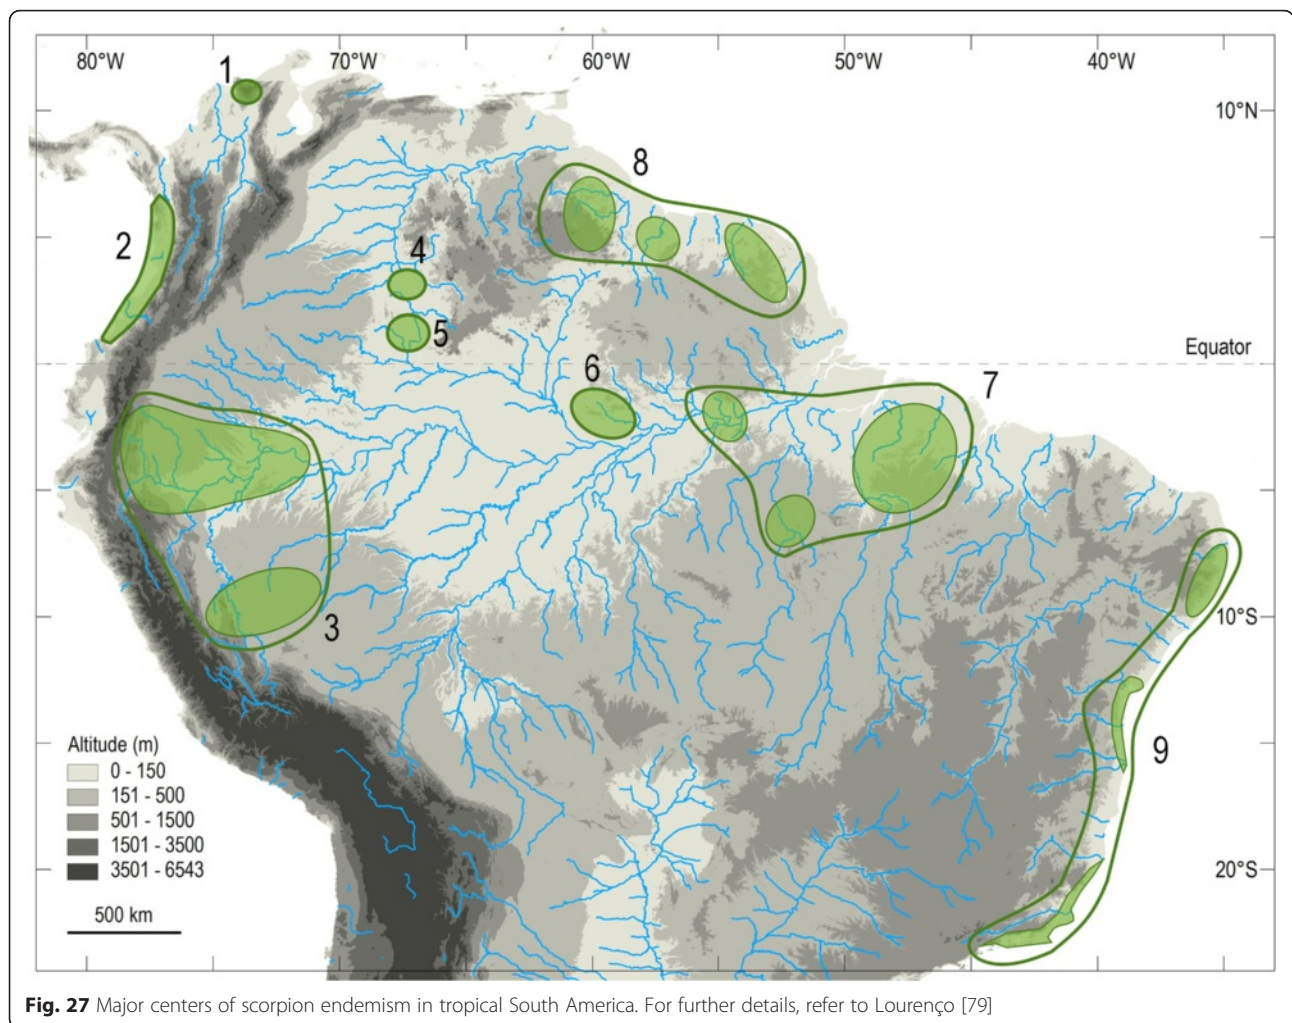 80°W 70°W 60°W 50°W 40°W
1
10°N
8
2
4
5
Equator
6
7
3
10°S
9
Altitude (m)
0 - 150
151 - 500
501 - 1500
1501 - 3500
3501 - 6543
20°S
500 km
Fig. 27 Major centers of scorpion endemism in tropical South America. For further details, refer to Lourenço [79]